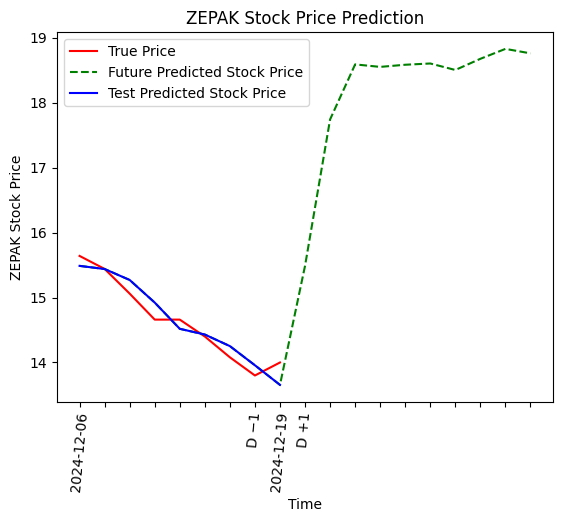 ZEPAK Stock Price Prediction
True Price
Future Predicted Stock Price
Test Predicted Stock Price
ZEPAK Stock Price
19
18
17
16
15
14
2024-12-06
D −1
2024-12-19
D +1
Time